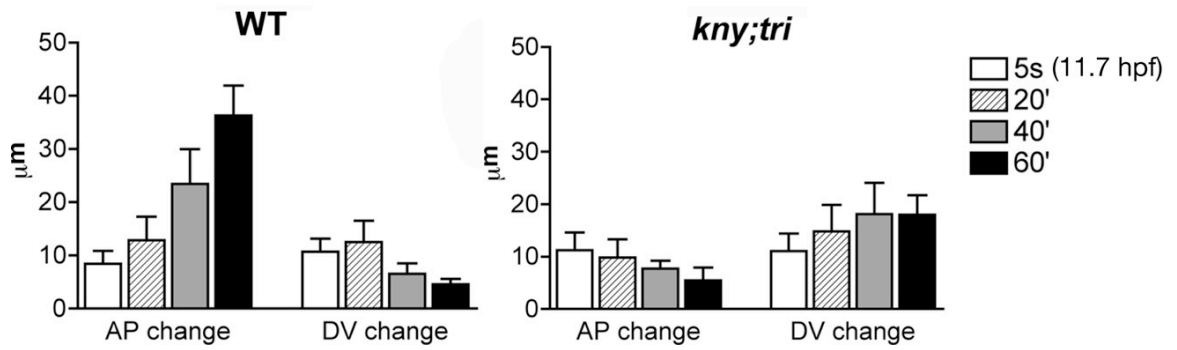 WT
50
40
30
20
10
0
μm
AP change
DV change
kny;tri
50
40
30
20
10
0
μm
AP change
DV change
5s (11.7 hpf)
20'
40'
60'